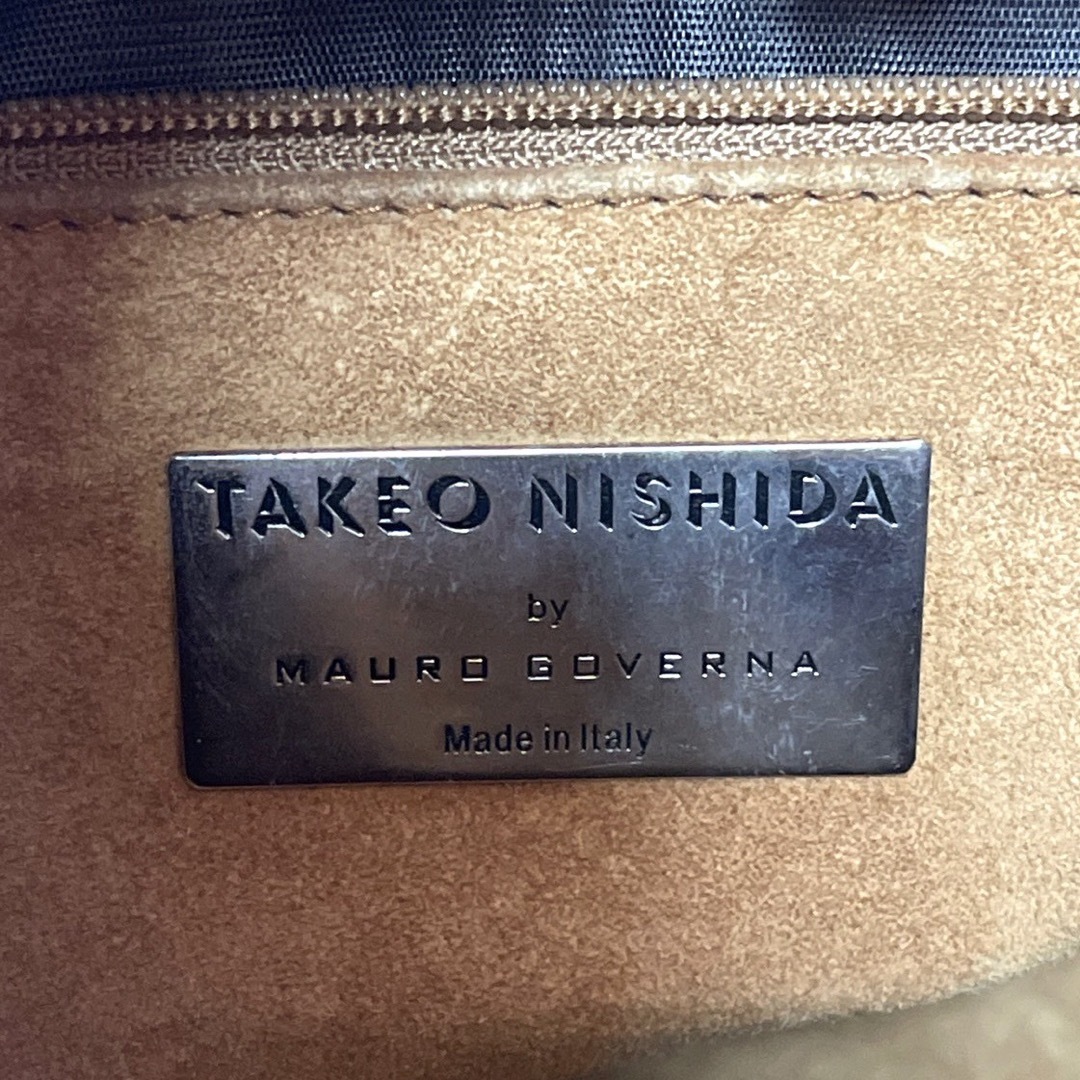 TAKEO NISHIDA
by
MAURO GOVERNA
Made in Italy